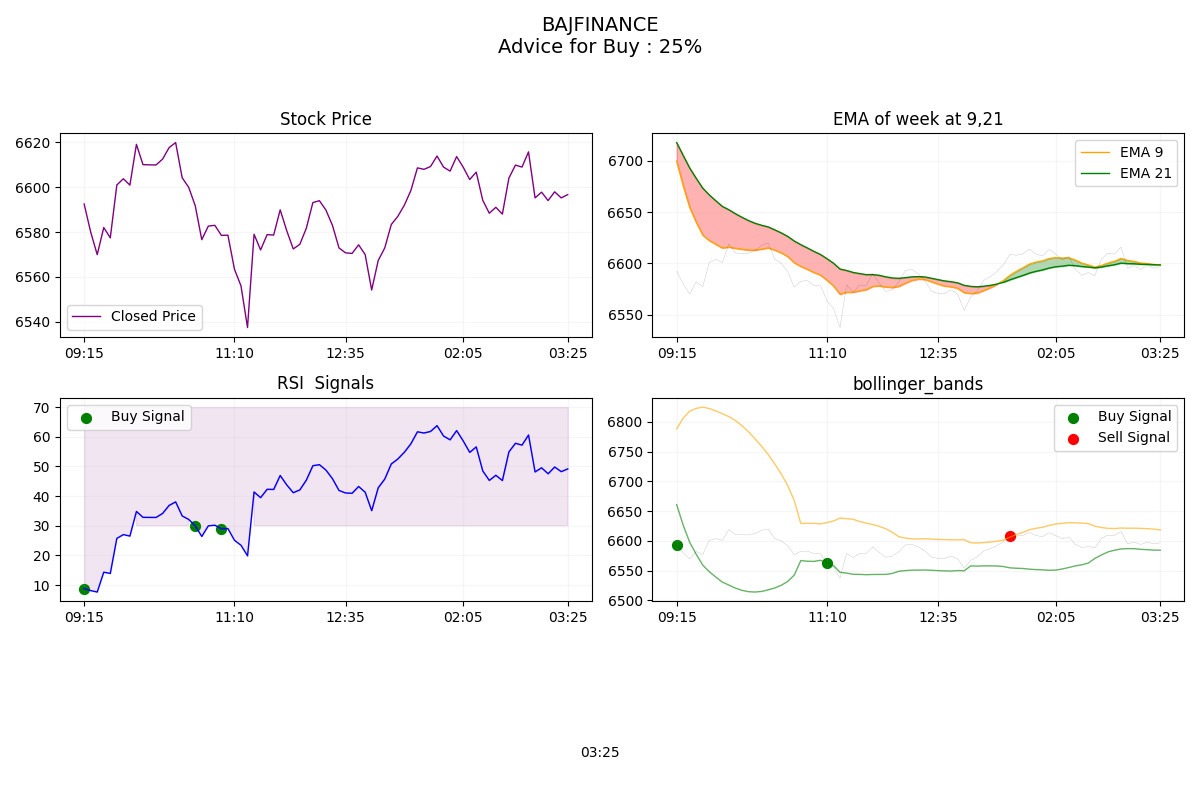 BAJFINANCE
Advice for Buy : 25%
Stock Price
6620
6600
6580
6560
6540
Closed Price
09:15 11:10 12:35 02:05 03:25
EMA of week at 9,21
6700
6650
6600
6550
EMA 9
EMA 21
09:15 11:10 12:35 02:05 03:25
RSI  Signals
70
60
50
40
30
20
10
Buy Signal
09:15 11:10 12:35 02:05 03:25
bollinger_bands
6800
6750
6700
6650
6600
6550
6500
Buy Signal
Sell Signal
09:15 11:10 12:35 02:05 03:25
03:25